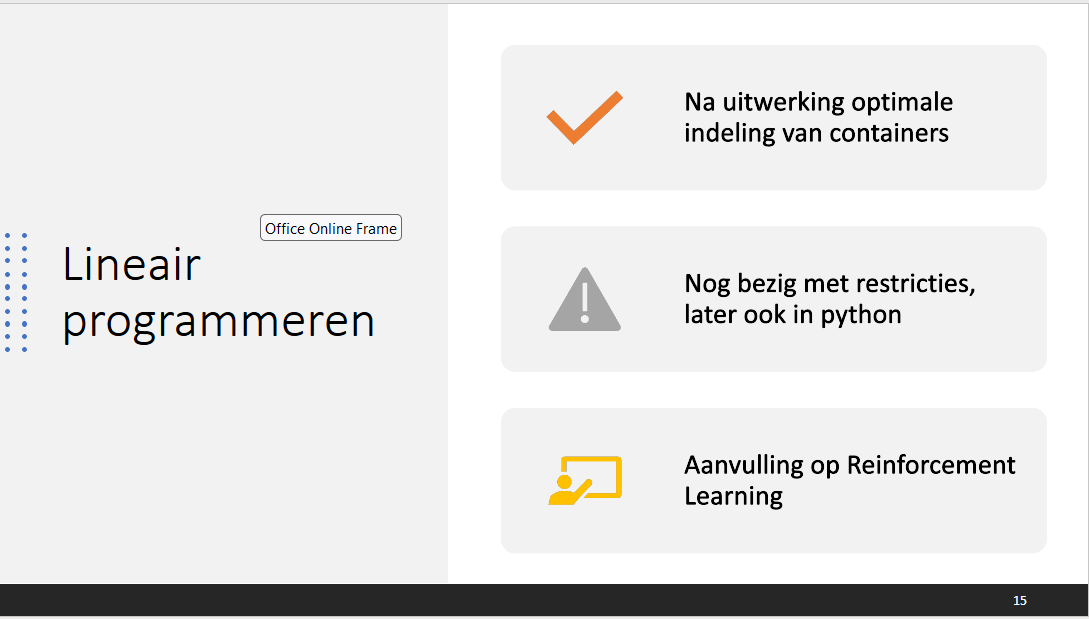 Office Online Frame
Lineair
programmeren
Na uitwerking optimale
indeling van containers
Nog bezig met restricties,
later ook in python
Aanvulling op Reinforcement
Learning
15